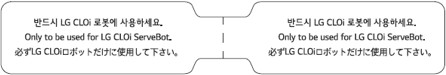 반드시 LG CLOi 로봇에 사용하세요.
Only to be used for LG CLOi ServeBot.
必ずLG CLOiロボットだけに使用して下さい。
반드시 LG CLOi 로봇에 사용하세요.
Only to be used for LG CLOi ServeBot.
必ずLG CLOiロボットだけに使用して下さい。